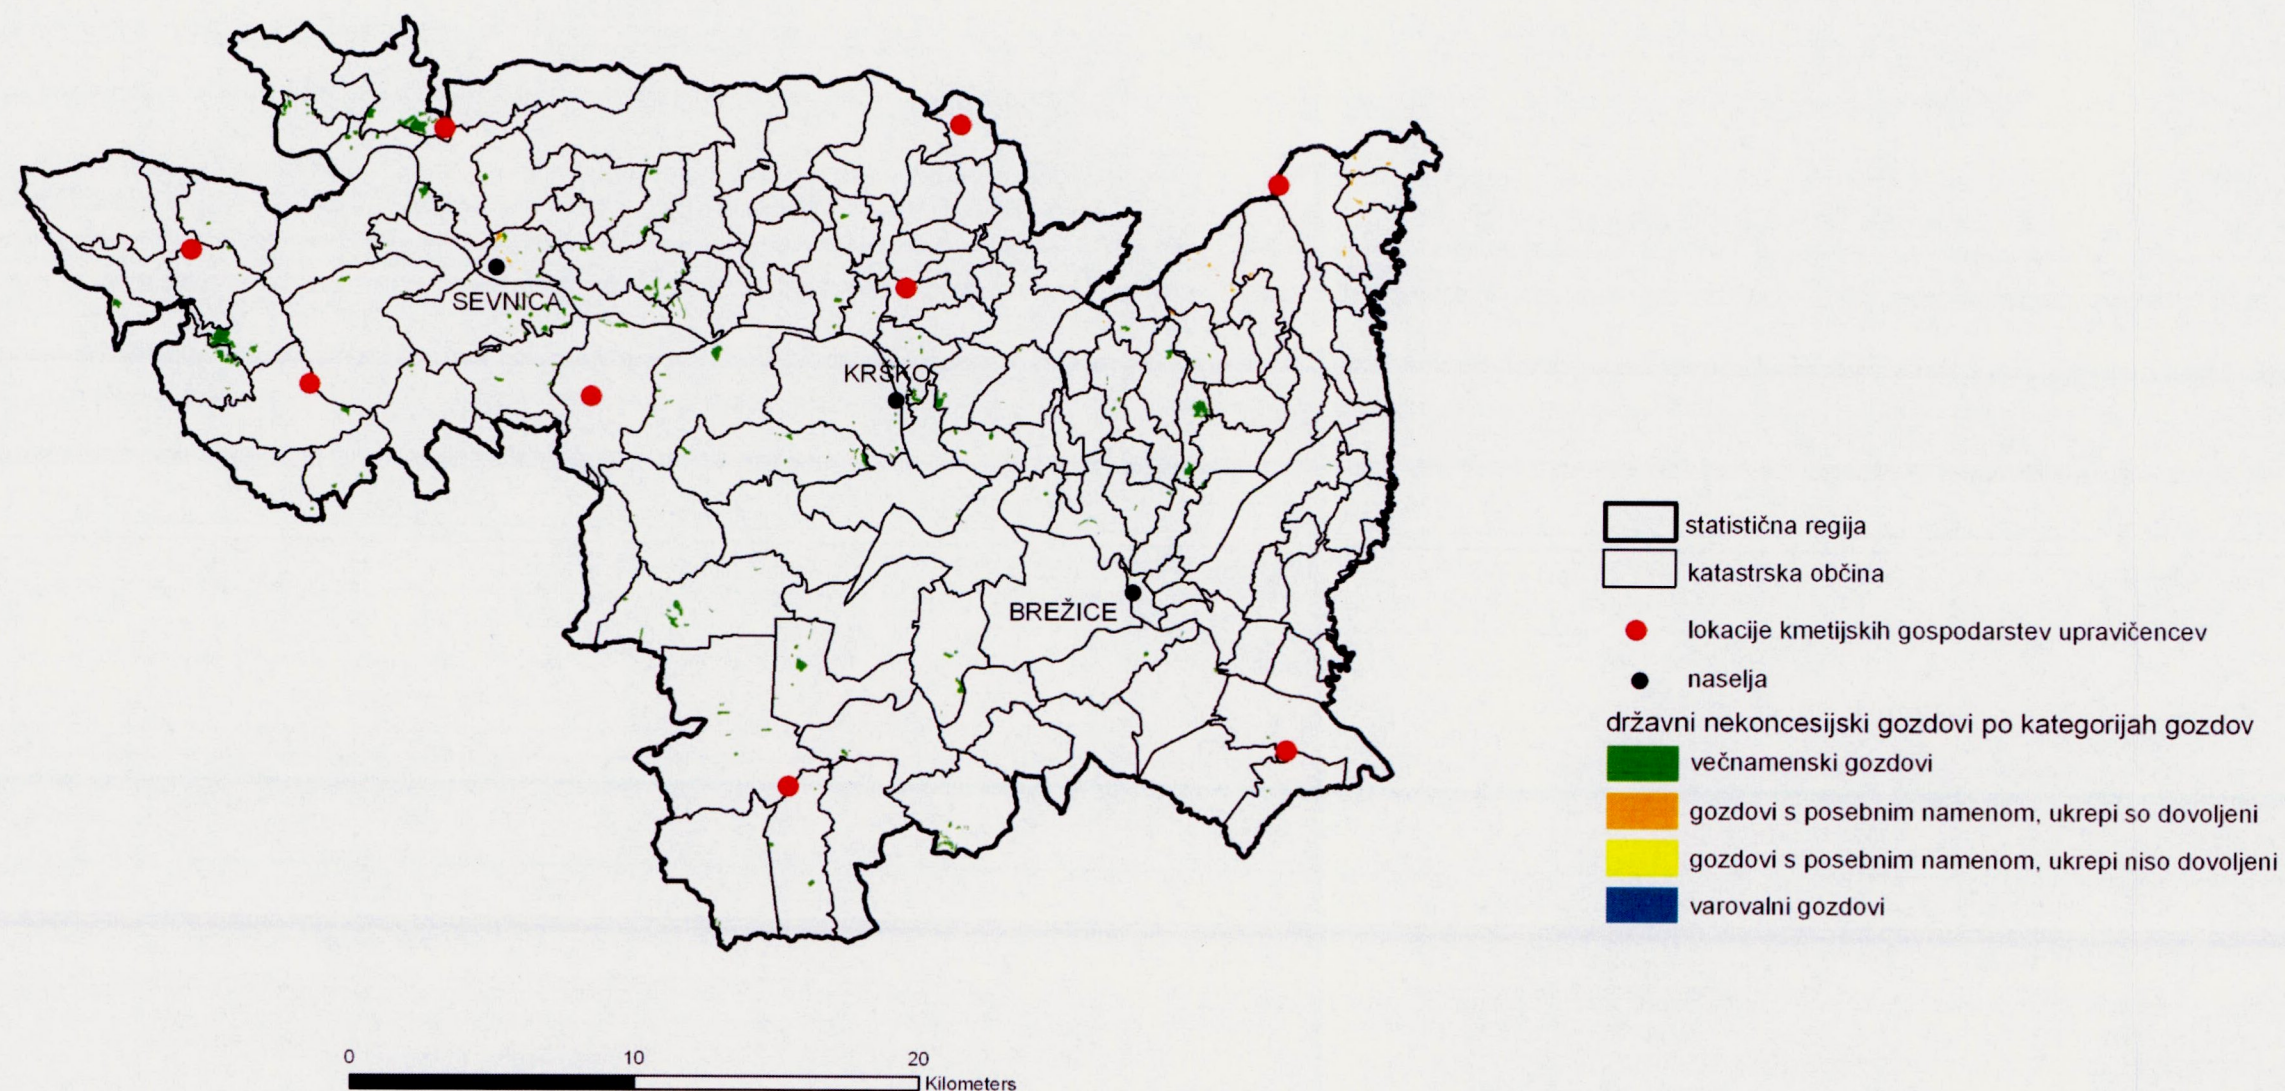 SEVNICA
KRŠKO
BREŽICE
statistična regija
katastrska občina
lokacije kmetijskih gospodarstev upravičencev
naselja
državni nekoncesijski gozdovi po kategorijah gozdov
večnamenski gozdovi
gozdovi s posebnim namenom, ukrepi so dovoljeni
gozdovi s posebnim namenom, ukrepi niso dovoljeni
varovalni gozdovi
0 10 20
Kilometers